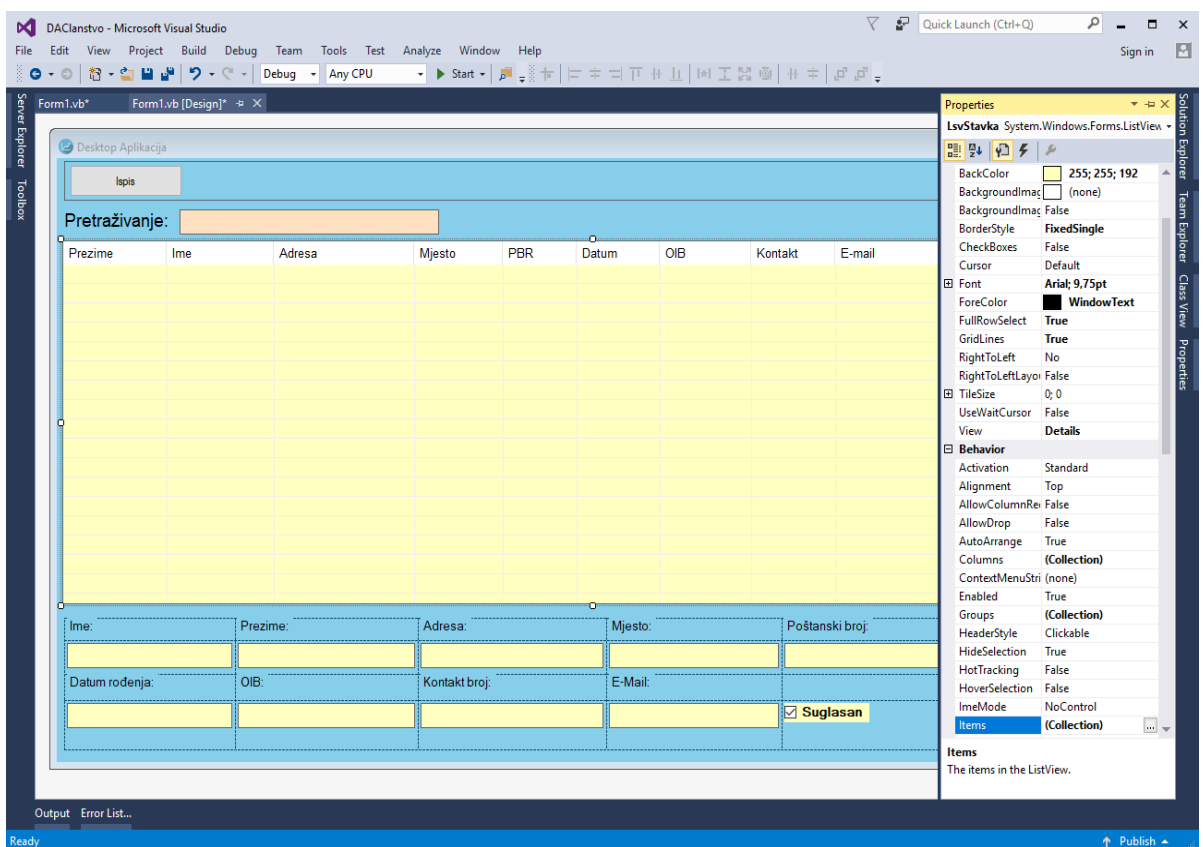 DAClanstvo - Microsoft Visual Studio
Quick Launch (Ctrl+Q)
File Edit View Project Build Debug Team Tools Test Analyze Window Help
Sign in
Debug Any CPU Start
Server Explorer
Toolbox
Form1.vb* Form1.vb [Design]*
Desktop Aplikacija
Ispis
Pretraživanje:
Prezime Ime Adresa Mjesto PBR Datum OIB Kontakt E-mail
Ime: Prezime: Adresa: Mjesto: Poštanski broj:
Datum rođenja: OIB: Kontakt broj: E-Mail:
Suglasan
Properties
LsvStavka System.Windows.Forms.ListView
BackColor 255; 255; 192
BackgroundImag (none)
BackgroundImag False
BorderStyle FixedSingle
CheckBoxes False
Cursor Default
Font Arial; 9,75pt
ForeColor WindowText
FullRowSelect True
GridLines True
RightToLeft No
RightToLeftLayou False
TileSize 0; 0
UseWaitCursor False
View Details
Behavior
Activation Standard
Alignment Top
AllowColumnRe False
AllowDrop False
AutoArrange True
Columns (Collection)
ContextMenuStri (none)
Enabled True
Groups (Collection)
HeaderStyle Clickable
HideSelection True
HotTracking False
HoverSelection False
ImeMode NoControl
Items (Collection) ...
Items
The items in the ListView.
Solution Explorer
Team Explorer
Class View
Properties
Output Error List...
Ready
Publish